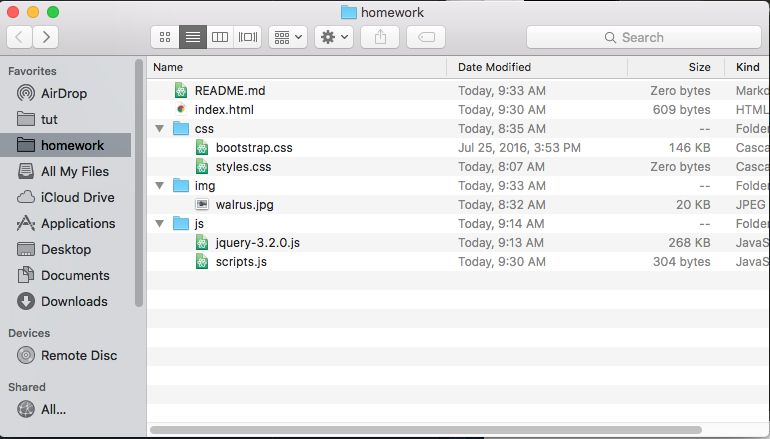 homework
Search
Favorites
AirDrop
tut
homework
All My Files
iCloud Drive
Applications
Desktop
Documents
Downloads
Devices
Remote Disc
Shared
All...
Name Date Modified Size Kind
README.md Today, 9:33 AM Zero bytes Marko
index.html Today, 9:30 AM 609 bytes HTML
css Today, 8:35 AM -- Folder
bootstrap.css Jul 25, 2016, 3:53 PM 146 KB Casca
styles.css Today, 8:07 AM Zero bytes Casca
img Today, 9:33 AM -- Folder
walrus.jpg Today, 8:32 AM 20 KB JPEG
js Today, 9:14 AM -- Folder
jquery-3.2.0.js Today, 9:13 AM 268 KB JavaS
scripts.js Today, 9:30 AM 304 bytes JavaS